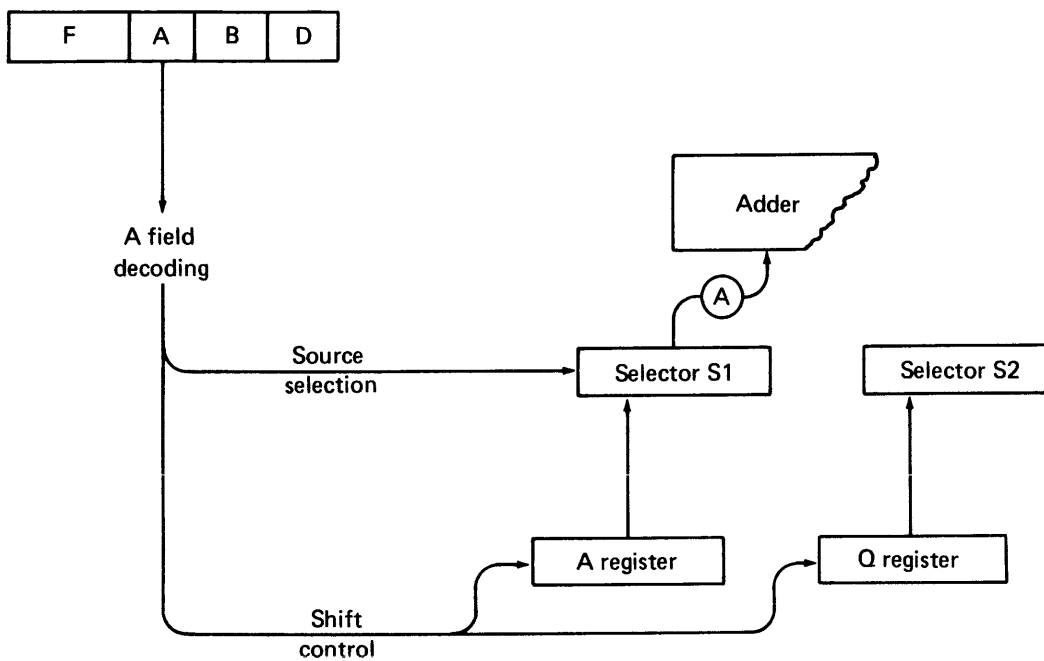 F A B D
Adder
A field
decoding
A
Source
selection
Selector S1
Selector S2
A register
Q register
Shift
control